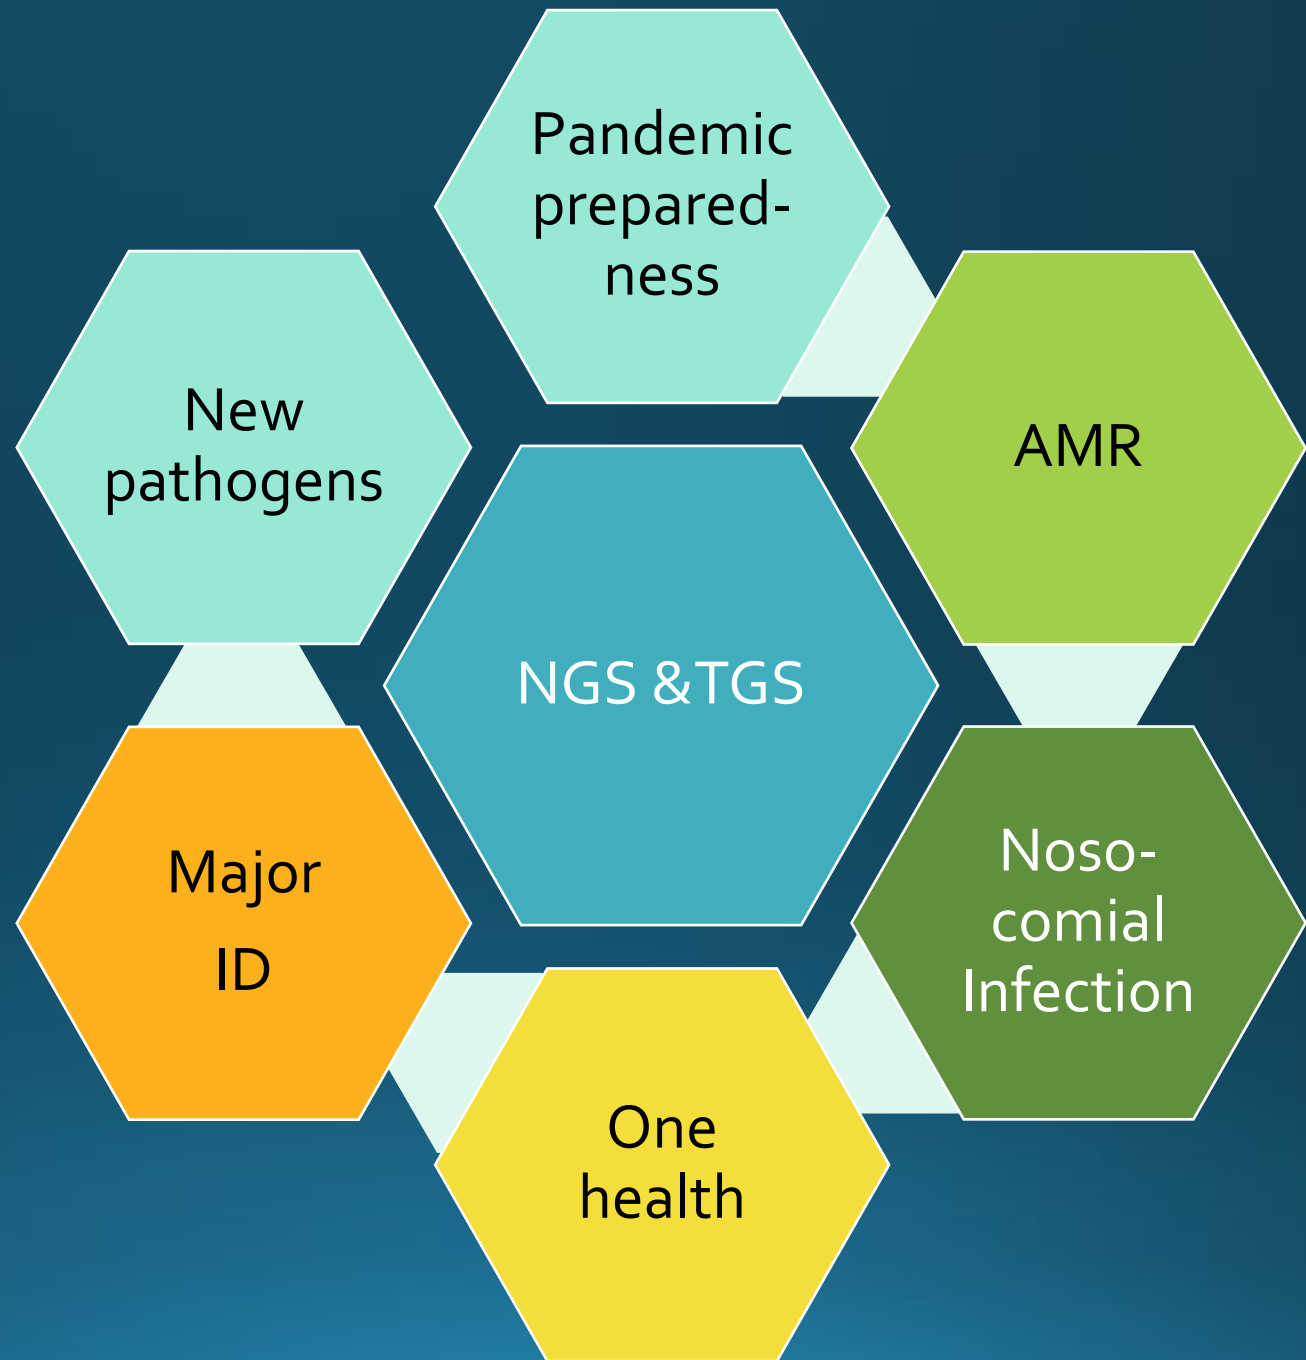 Pandemic
prepared-
ness
New
pathogens
AMR
NGS &TGS
Major
ID
Noso-
comial
Infection
One
health